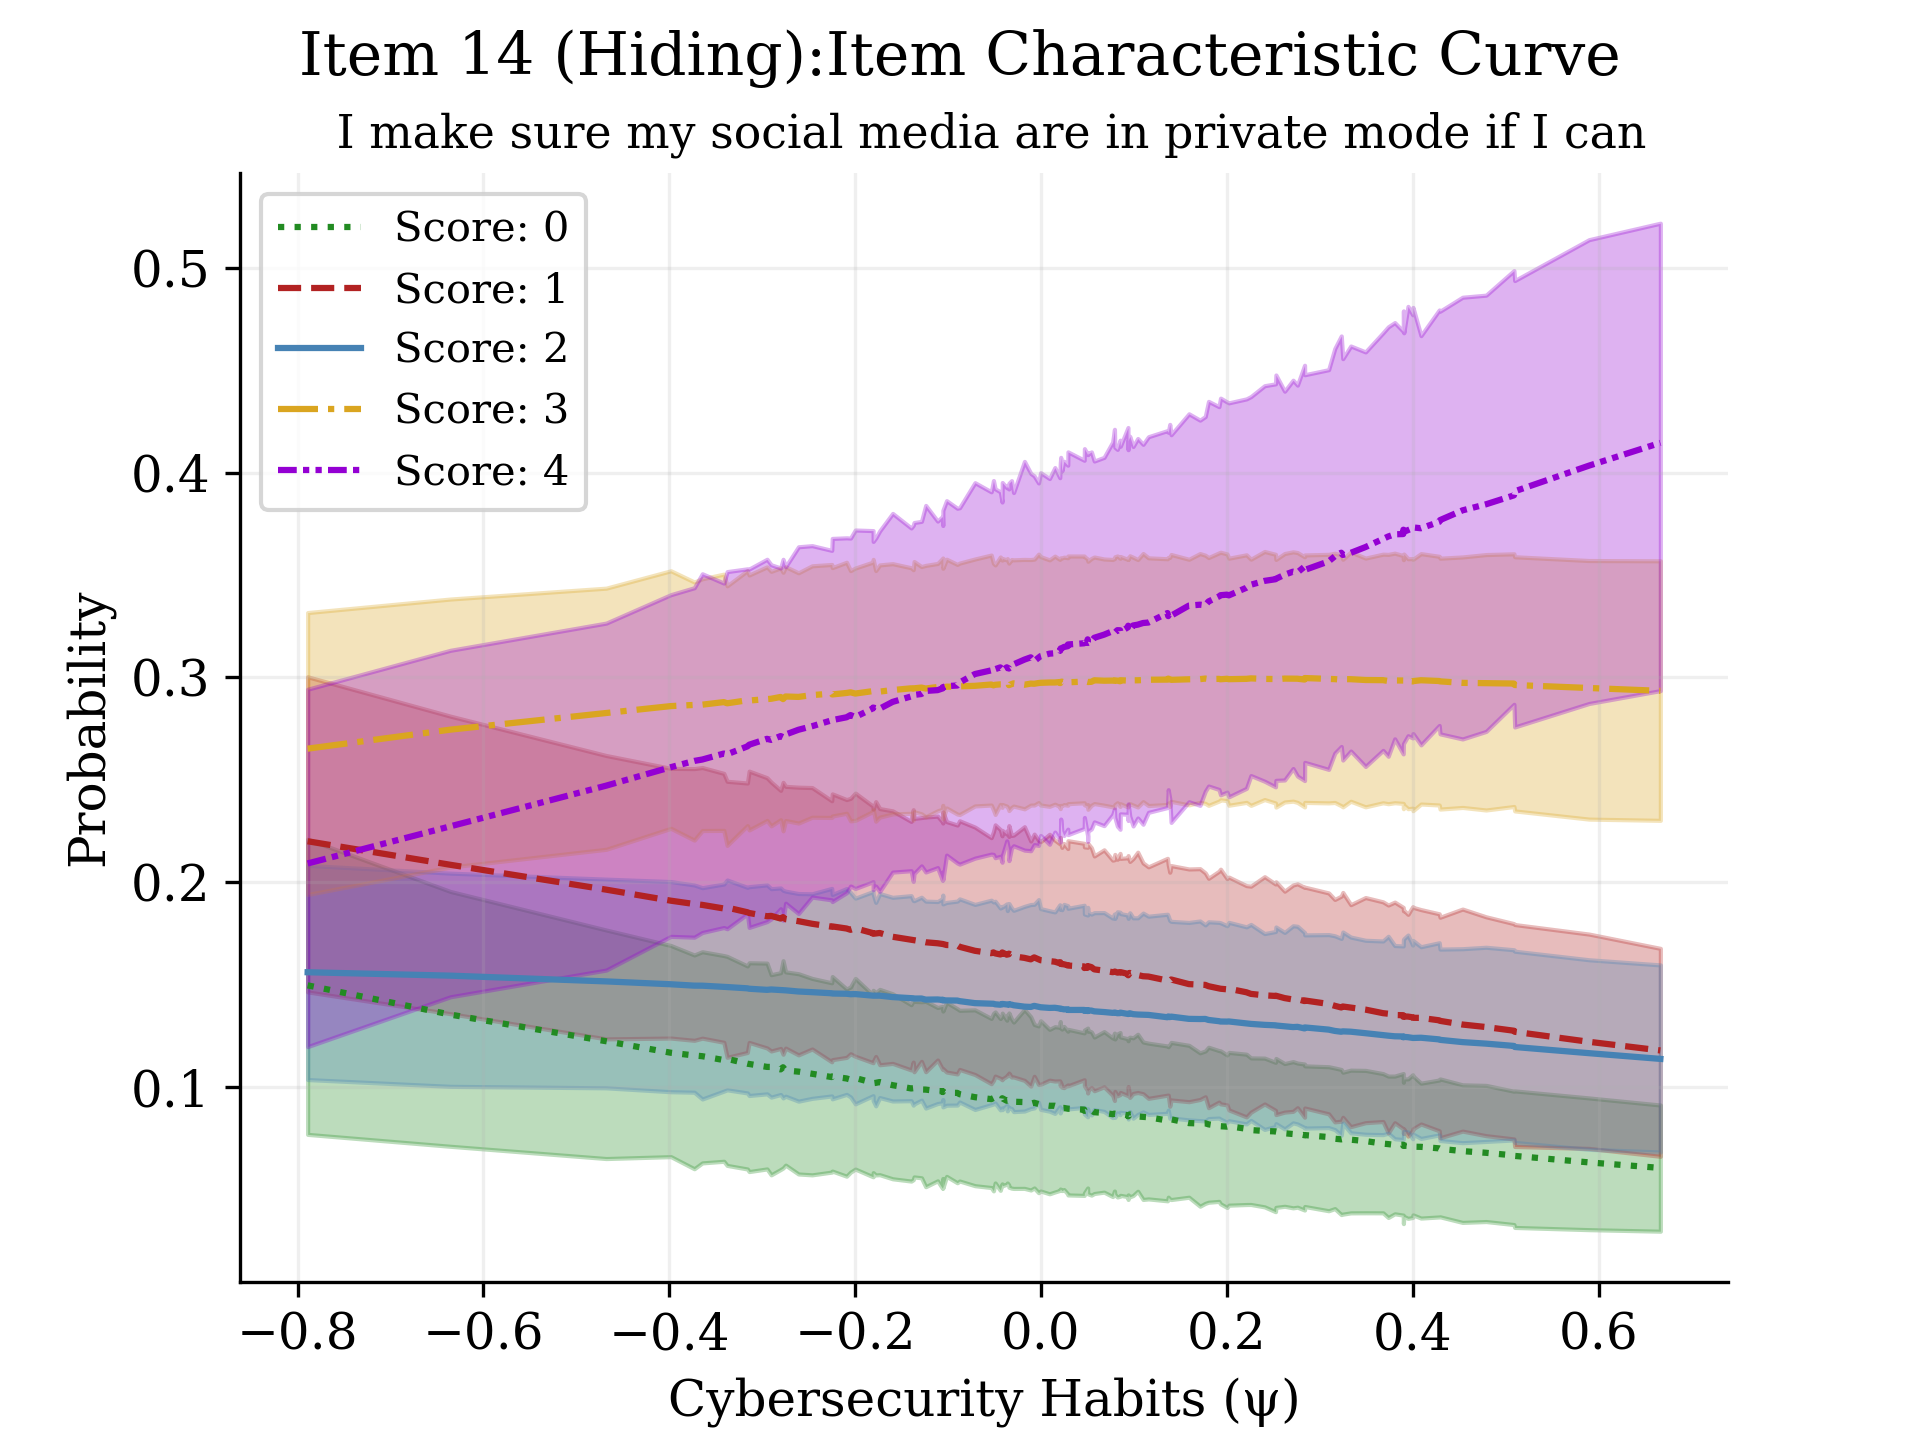 Item 14 (Hiding):Item Characteristic Curve
I make sure my social media are in private mode if I can
Score: 0
Score: 1
Score: 2
Score: 3
Score: 4
0.5
0.4
0.3
0.2
0.1
Probability
−0.8 −0.6 −0.4 −0.2 0.0 0.2 0.4 0.6
Cybersecurity Habits (ψ)